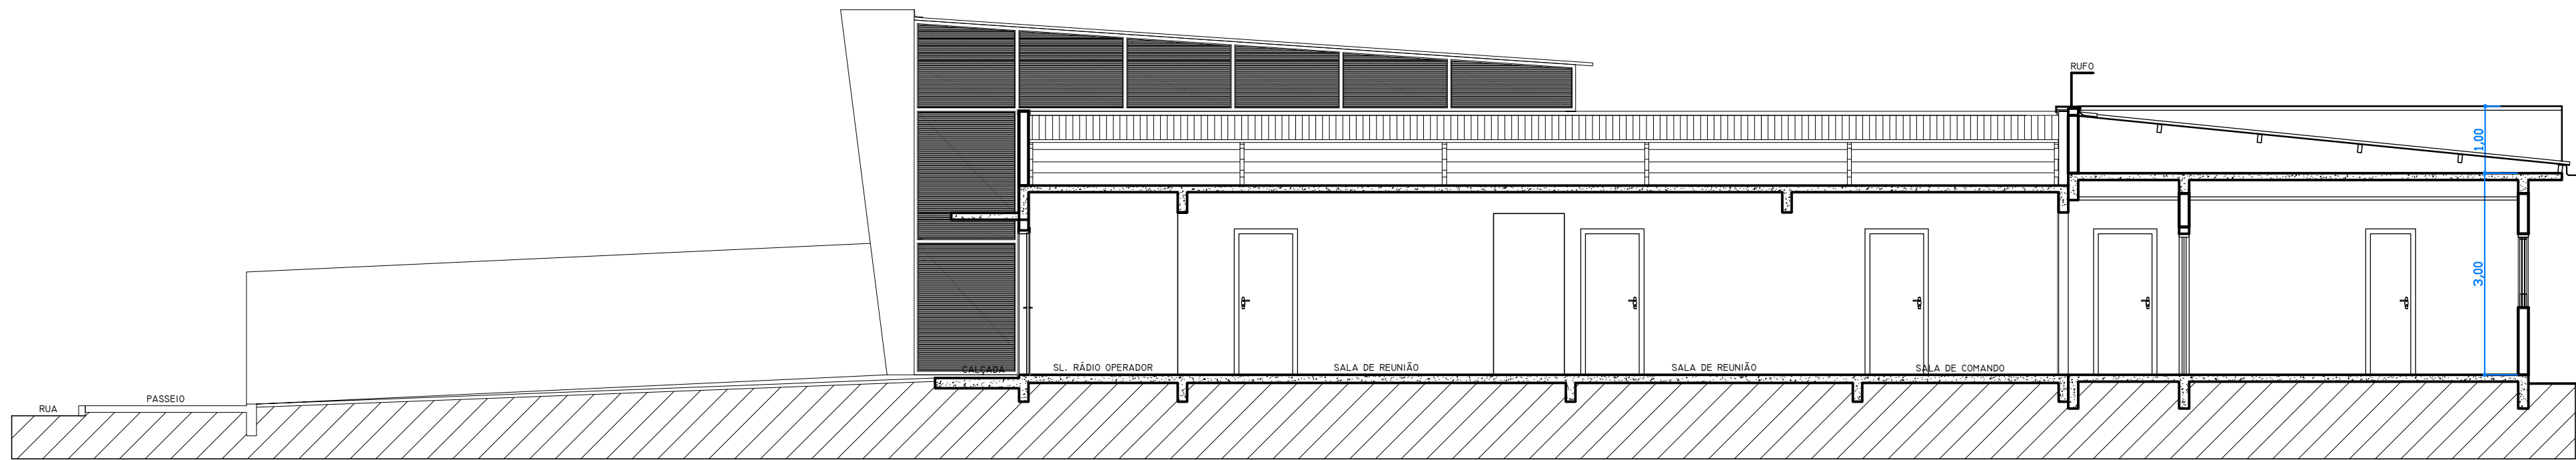 RUFO
1,00
3,00
CALÇADA
SL. RÁDIO OPERADOR
SALA DE REUNIÃO
SALA DE REUNIÃO
SALA DE COMANDO
PASSEIO
RUA